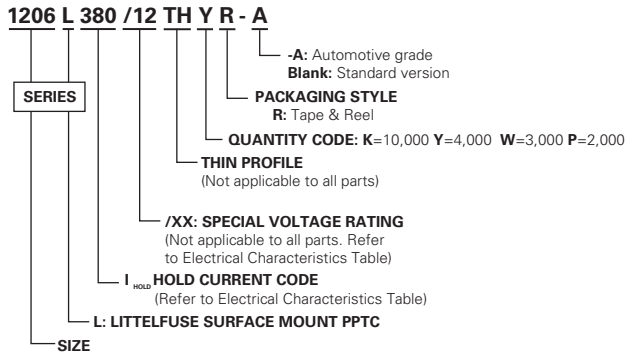 1206 L 380 /12 TH Y R - A
-A: Automotive grade
Blank: Standard version
SERIES
PACKAGING STYLE
R: Tape & Reel
QUANTITY CODE: K=10,000 Y=4,000 W=3,000 P=2,000
THIN PROFILE
(Not applicable to all parts)
/XX: SPECIAL VOLTAGE RATING
(Not applicable to all parts. Refer
to Electrical Characteristics Table)
I HOLD HOLD CURRENT CODE
(Refer to Electrical Characteristics Table)
L: LITTELFUSE SURFACE MOUNT PPTC
SIZE